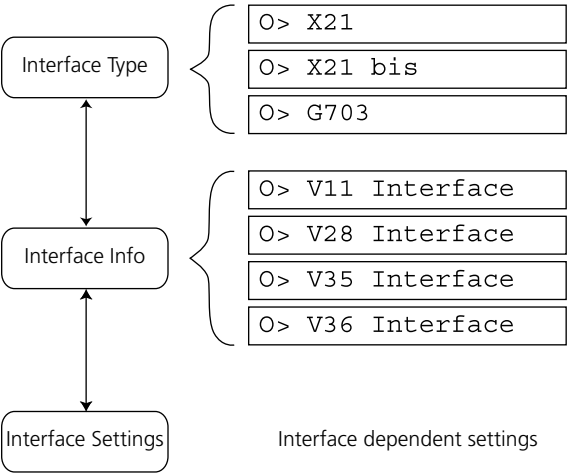 O> X21
Interface Type
O> X21 bis
O> G703
O> V11 Interface
O> V28 Interface
Interface Info
O> V35 Interface
O> V36 Interface
Interface Settings
Interface dependent settings